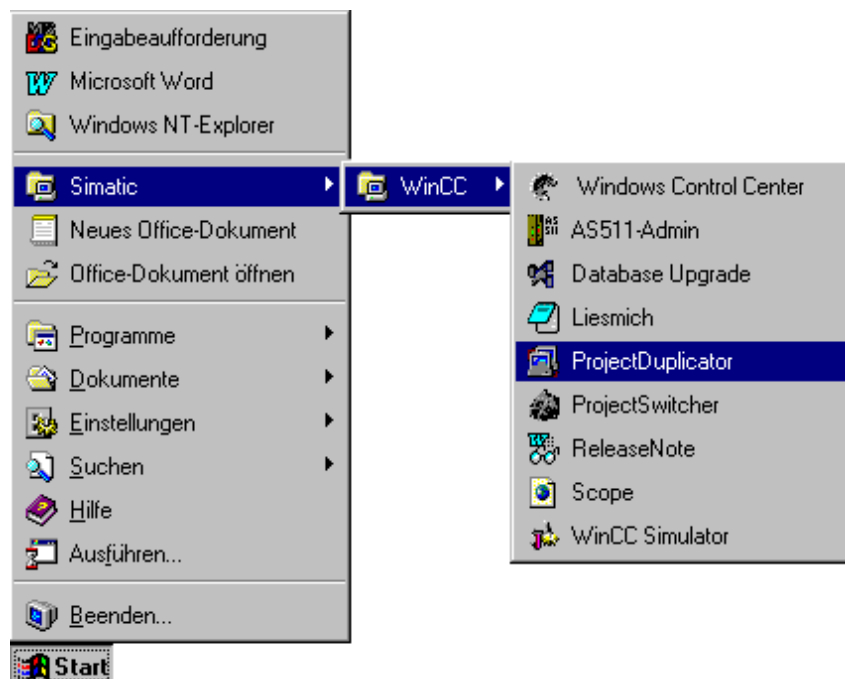 Eingabeaufforderung
Microsoft Word
Windows NT-Explorer
Simatic
Neues Office-Dokument
Office-Dokument öffnen
Programme
Dokumente
Einstellungen
Suchen
Hilfe
Ausführen...
Beenden...
Start
WinCC
Windows Control Center
AS511-Admin
Database Upgrade
Liesmich
ProjectDuplicator
ProjectSwitcher
ReleaseNote
Scope
WinCC Simulator